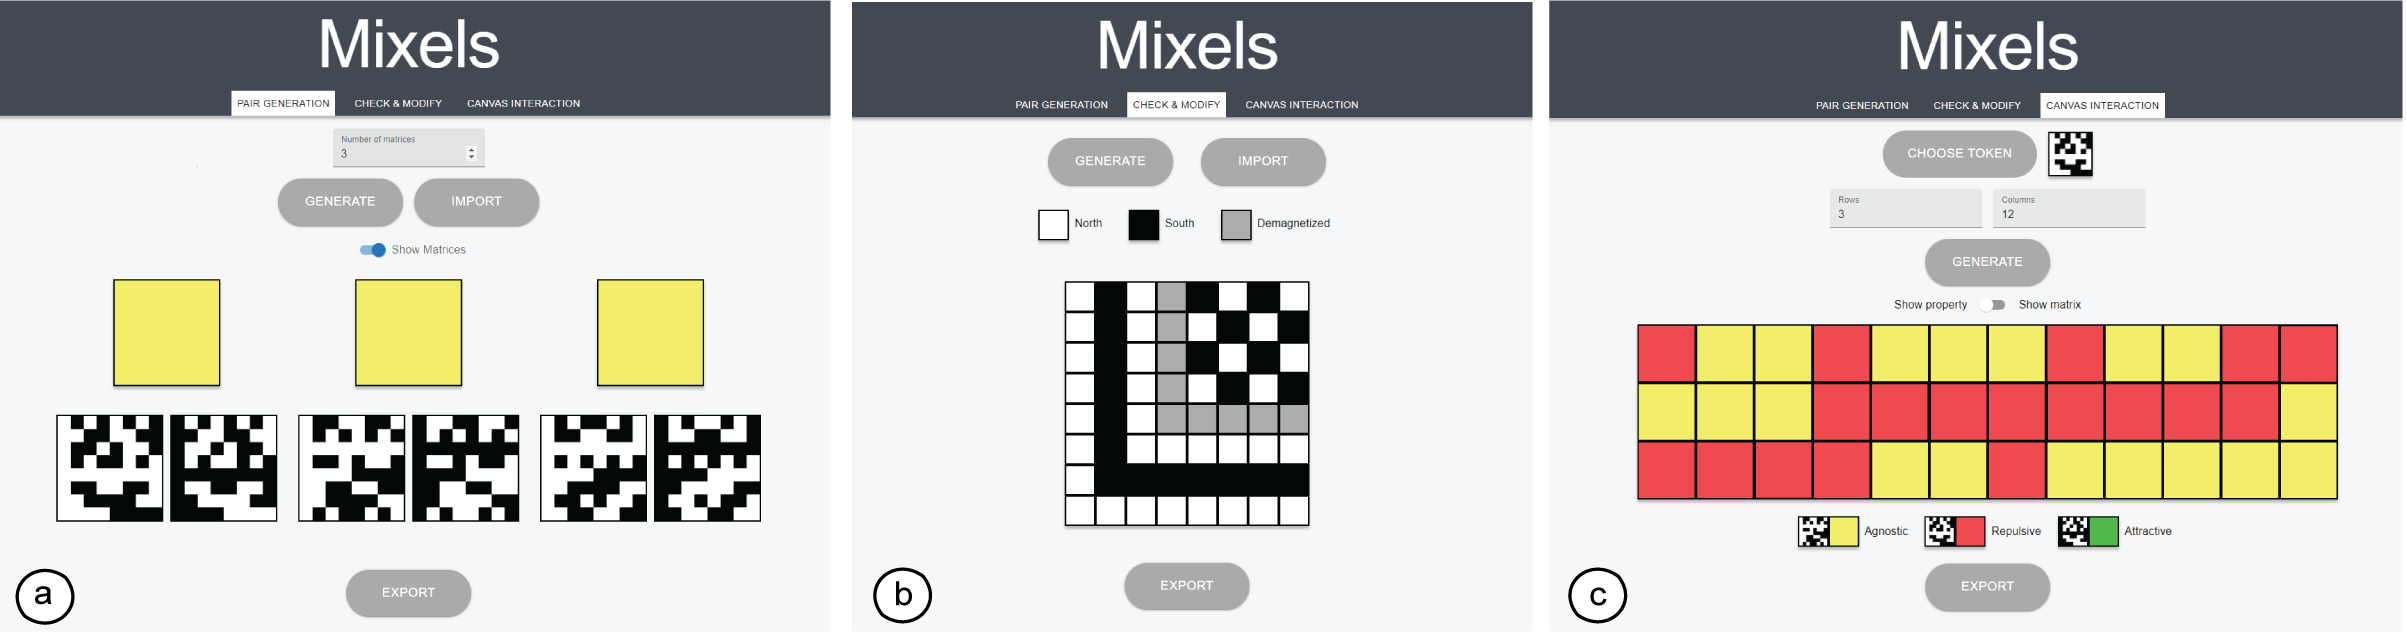 Mixels
PAIR GENERATION CHECK & MODIFY CANVAS INTERACTION
Number of matrices
3
GENERATE IMPORT
Show Matrices
EXPORT
a
Mixels
PAIR GENERATION CHECK & MODIFY CANVAS INTERACTION
GENERATE IMPORT
North South Demagnetized
EXPORT
b
Mixels
PAIR GENERATION CHECK & MODIFY CANVAS INTERACTION
CHOOSE TOKEN
Rows Columns
3 12
GENERATE
Show property Show matrix
Agnostic Repulsive Attractive
EXPORT
c